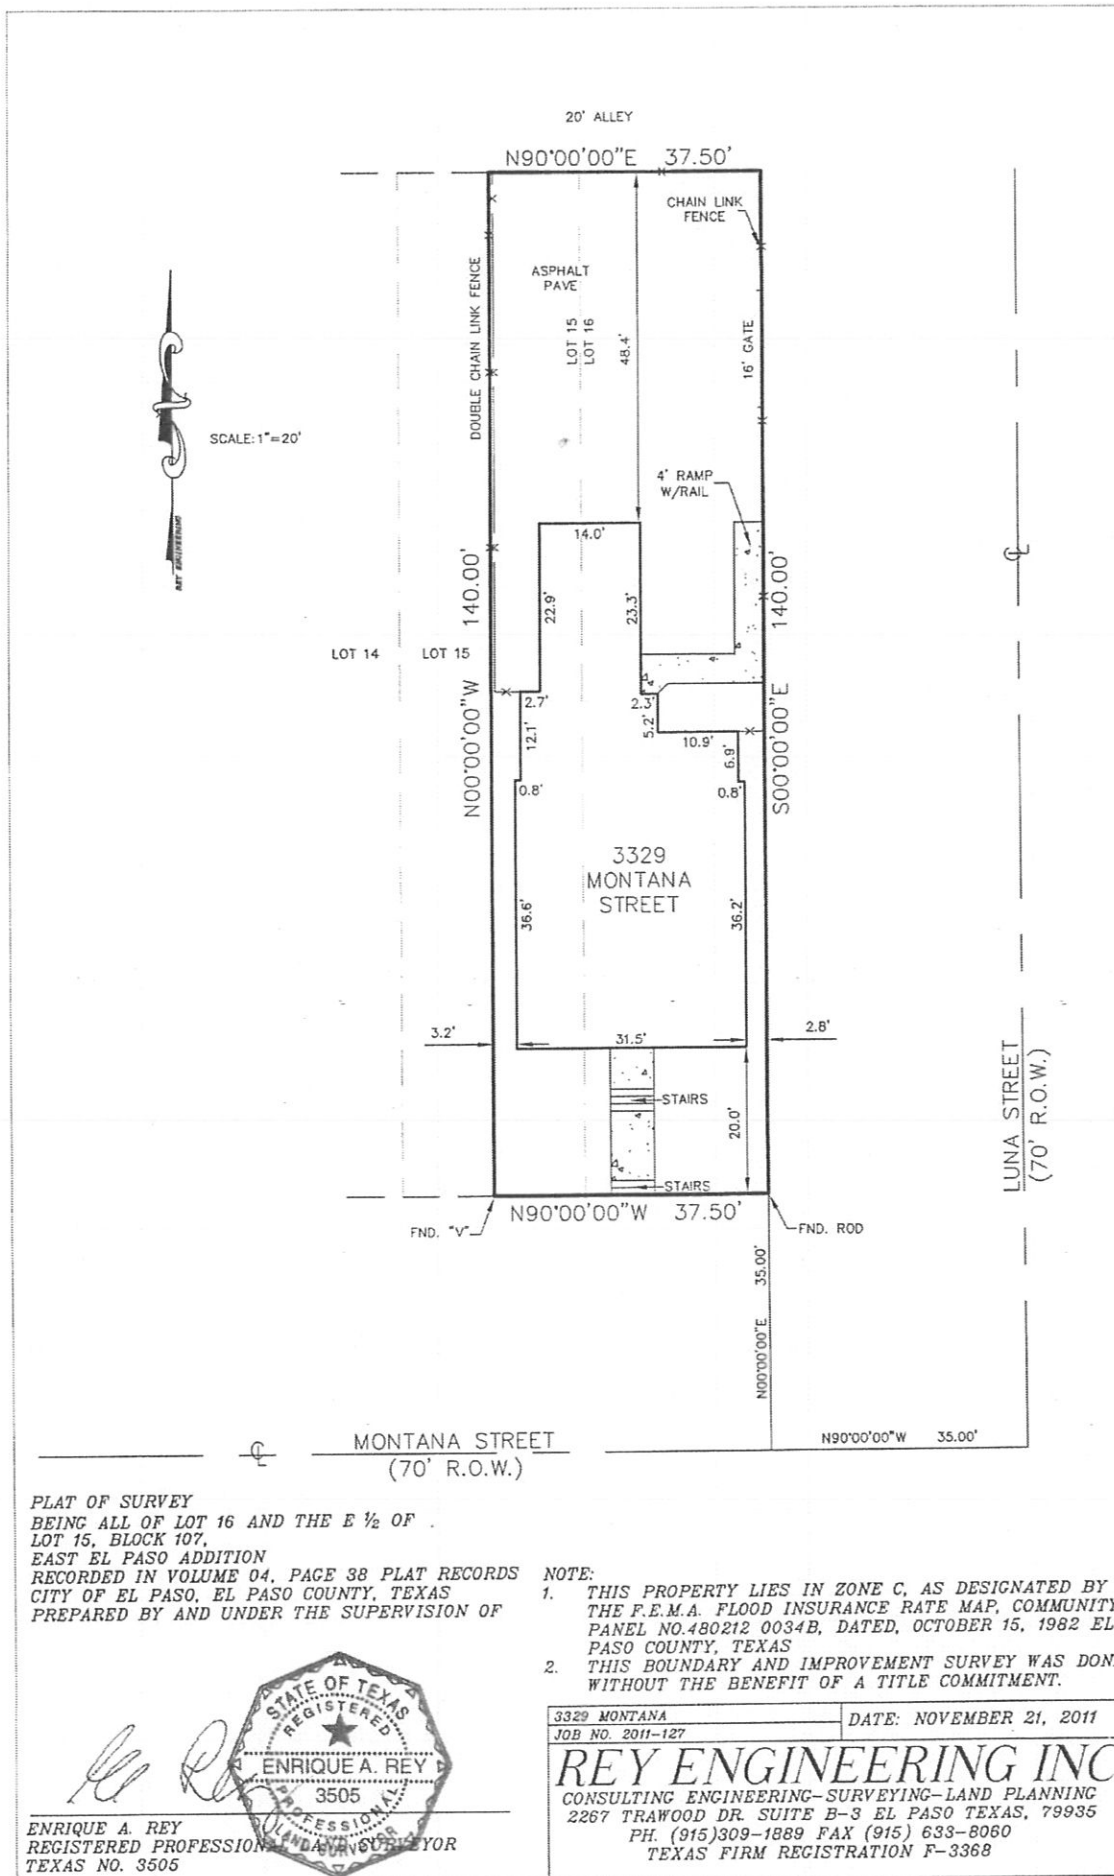 20' ALLEY
N90°00'00"E 37.50'
CHAIN LINK
FENCE
ASPHALT
PAVE
DOUBLE CHAIN LINK FENCE
LOT 15
LOT 16
48.4'
16' GATE
SCALE: 1"=20'
REY ENGINEERING
4' RAMP
W/RAIL
14.0'
22.9'
23.3'
N00°00'00"W 140.00'
S00°00'00"E 140.00'
LOT 14
LOT 15
2.7'
2.3'
5.2'
12.1'
10.9'
6.9'
0.8'
0.8'
3329
MONTANA
STREET
36.6'
36.2'
3.2'
31.5'
2.8'
STAIRS
20.0'
STAIRS
N90°00'00"W 37.50'
FND. "V"
FND. ROD
LUNA STREET
(70' R.O.W.)
N00°00'00"E 35.00'
N90°00'00"W 35.00'
MONTANA STREET
(70' R.O.W.)
PLAT OF SURVEY
BEING ALL OF LOT 16 AND THE E ½ OF
LOT 15, BLOCK 107,
EAST EL PASO ADDITION
RECORDED IN VOLUME 04, PAGE 38 PLAT RECORDS
CITY OF EL PASO, EL PASO COUNTY, TEXAS
PREPARED BY AND UNDER THE SUPERVISION OF
NOTE:
1. THIS PROPERTY LIES IN ZONE C, AS DESIGNATED BY
THE F.E.M.A. FLOOD INSURANCE RATE MAP, COMMUNITY
PANEL NO.480212 0034B, DATED, OCTOBER 15, 1982 EL
PASO COUNTY, TEXAS
2. THIS BOUNDARY AND IMPROVEMENT SURVEY WAS DON
WITHOUT THE BENEFIT OF A TITLE COMMITMENT.
STATE OF TEXAS
REGISTERED
ENRIQUE A. REY
3505
PROFESSIONAL
LAND SURVEYOR
ENRIQUE A. REY
REGISTERED PROFESSIONAL LAND SURVEYOR
TEXAS NO. 3505
3329 MONTANA
JOB NO. 2011-127
DATE: NOVEMBER 21, 2011
REY ENGINEERING INC
CONSULTING ENGINEERING-SURVEYING-LAND PLANNING
2267 TRAWOOD DR. SUITE B-3 EL PASO TEXAS, 79935
PH. (915)309-1889 FAX (915) 633-8060
TEXAS FIRM REGISTRATION F-3368